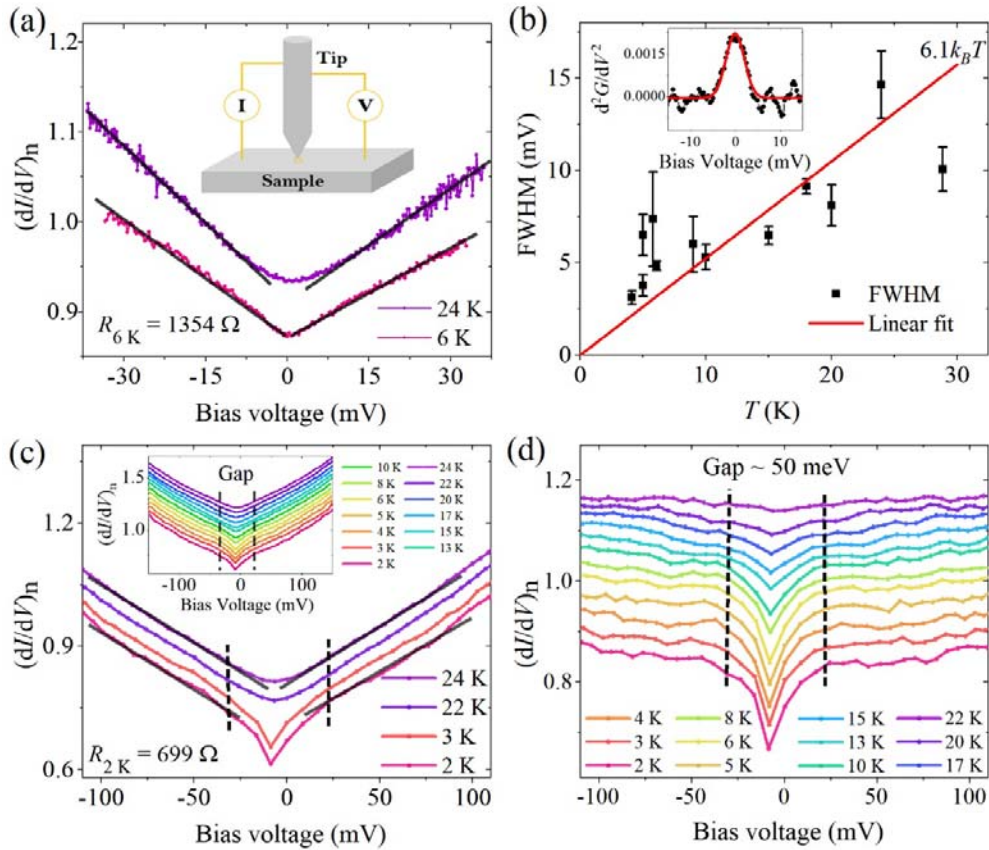 (a)
1.2
1.1
1.0
0.9
(dI/dV)n
Tip
I
V
Sample
R6 K = 1354 Ω
24 K
6 K
-30
-15
0
15
30
Bias voltage (mV)
(b)
15
10
5
0
FWHM (mV)
6.1kBT
0.0015
0.0000
d²G/dV²
-10
0
10
Bias Voltage (mV)
FWHM
Linear fit
0
10
20
30
T (K)
(c)
1.2
0.9
0.6
(dI/dV)n
1.5
1.0
(dI/dV)n
Gap
-100
0
100
Bias Voltage (mV)
10 K 24 K
8 K 22 K
6 K 20 K
5 K 17 K
4 K 15 K
3 K 13 K
2 K
24 K
22 K
3 K
2 K
R2 K = 699 Ω
-100
-50
0
50
100
Bias voltage (mV)
(d)
Gap ~ 50 meV
1.2
1.0
0.8
(dI/dV)n
4 K 8 K 15 K 22 K
3 K 6 K 13 K 20 K
2 K 5 K 10 K 17 K
-100
-50
0
50
100
Bias voltage (mV)